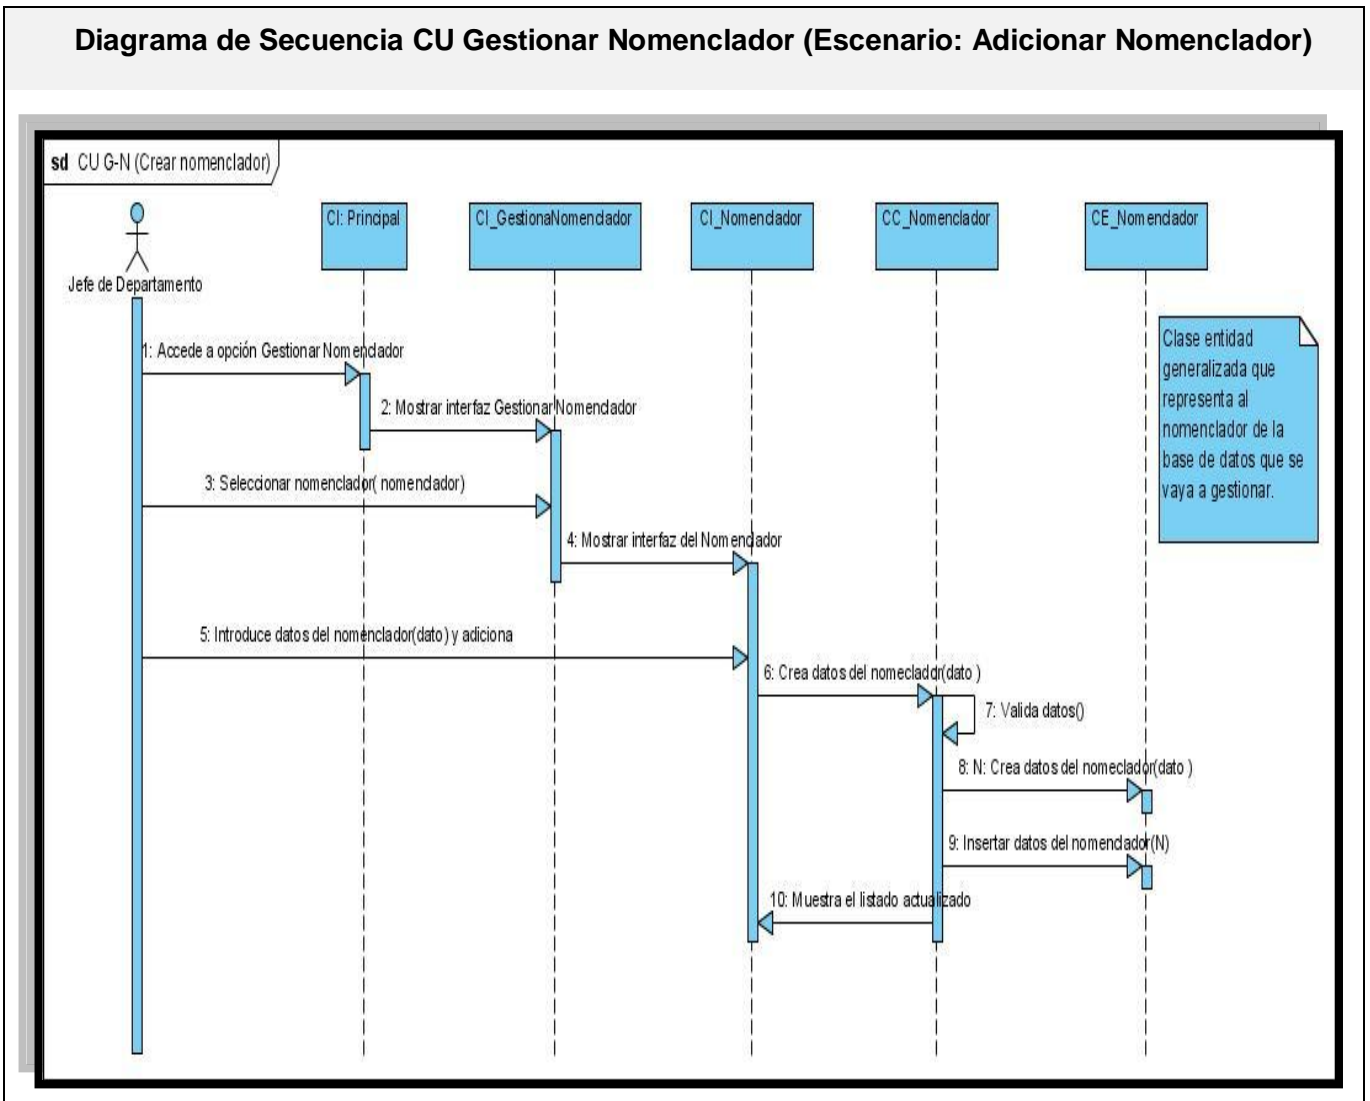 Diagrama de Secuencia CU Gestionar Nomenclador (Escenario: Adicionar Nomenclador)
sd CU G-N (Crear nomenclador)
CI: Principal
CI_GestionaNomenclador
CI_Nomenclador
CC_Nomenclador
CE_Nomenclador
Jefe de Departamento
Clase entidad
generalizada que
representa al
nomenclador de la
base de datos que se
vaya a gestionar.
1: Accede a opción Gestionar Nomenclador
2: Mostrar interfaz Gestionar Nomenclador
3: Seleccionar nomenclador( nomenclador)
4: Mostrar interfaz del Nomenclador
5: Introduce datos del nomenclador(dato) y adiciona
6: Crea datos del nomeclador(dato )
7: Valida datos()
8: N: Crea datos del nomeclador(dato )
9: Insertar datos del nomenclador(N)
10: Muestra el listado actualizado